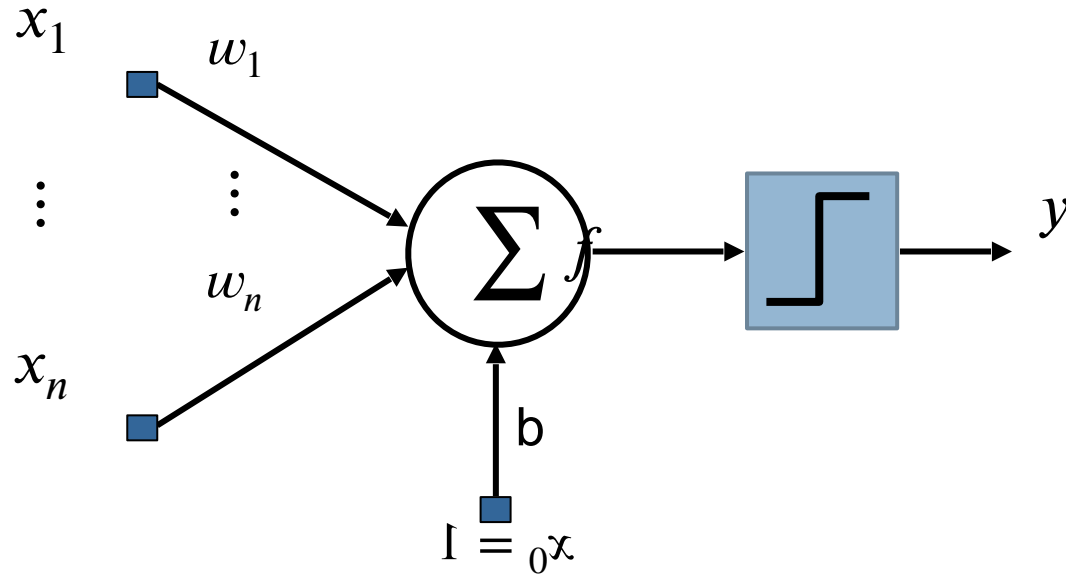 x₁
w₁
⋮
⋮
Σ
f
y
wₙ
xₙ
b
x₀ = 1